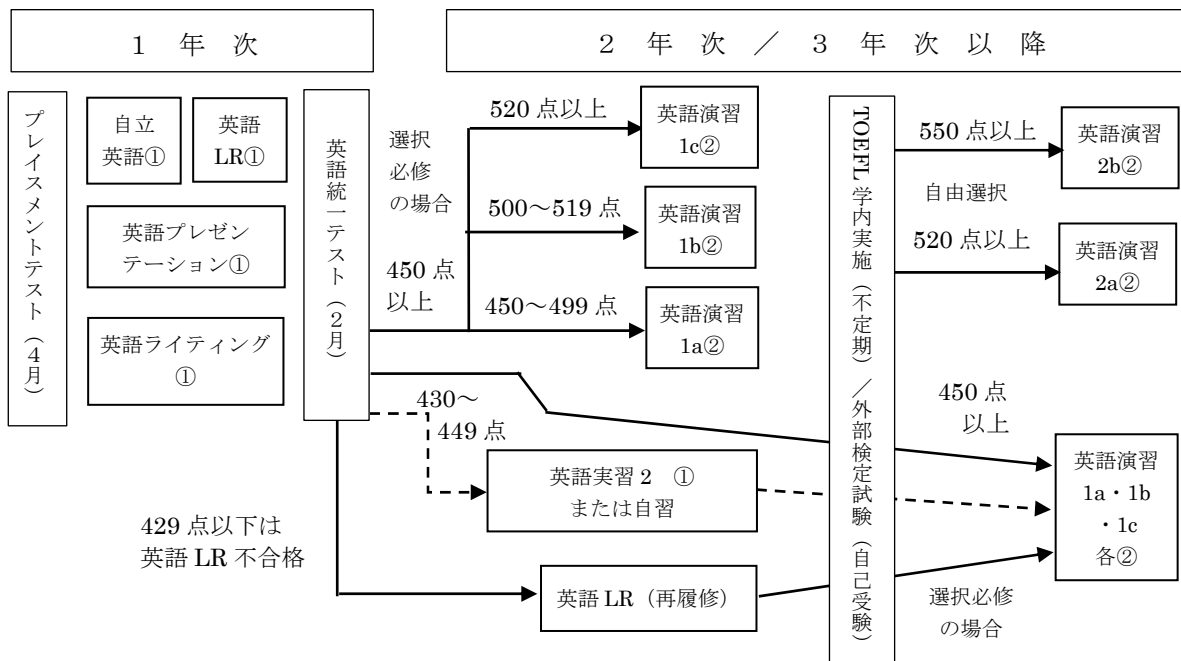 1 年 次
2 年 次 / 3 年 次 以 降
プレイスメントテスト(4月)
自立
英語①
英語
LR①
英語プレゼン
テーション①
英語ライティング
①
英語統一テスト(2月)
選択
必修
の場合
450 点
以上
520 点以上
英語演習
1c②
500～519 点
英語演習
1b②
450～499 点
英語演習
1a②
430～
449 点
英語実習 2 ①
または自習
429 点以下は
英語 LR 不合格
英語 LR(再履修)
TOEFL 学内実施(不定期)/外部検定試験(自己受験)
550 点以上
英語演習
2b②
自由選択
520 点以上
英語演習
2a②
450 点
以上
英語演習
1a・1b
・1c
各②
選択必修
の場合